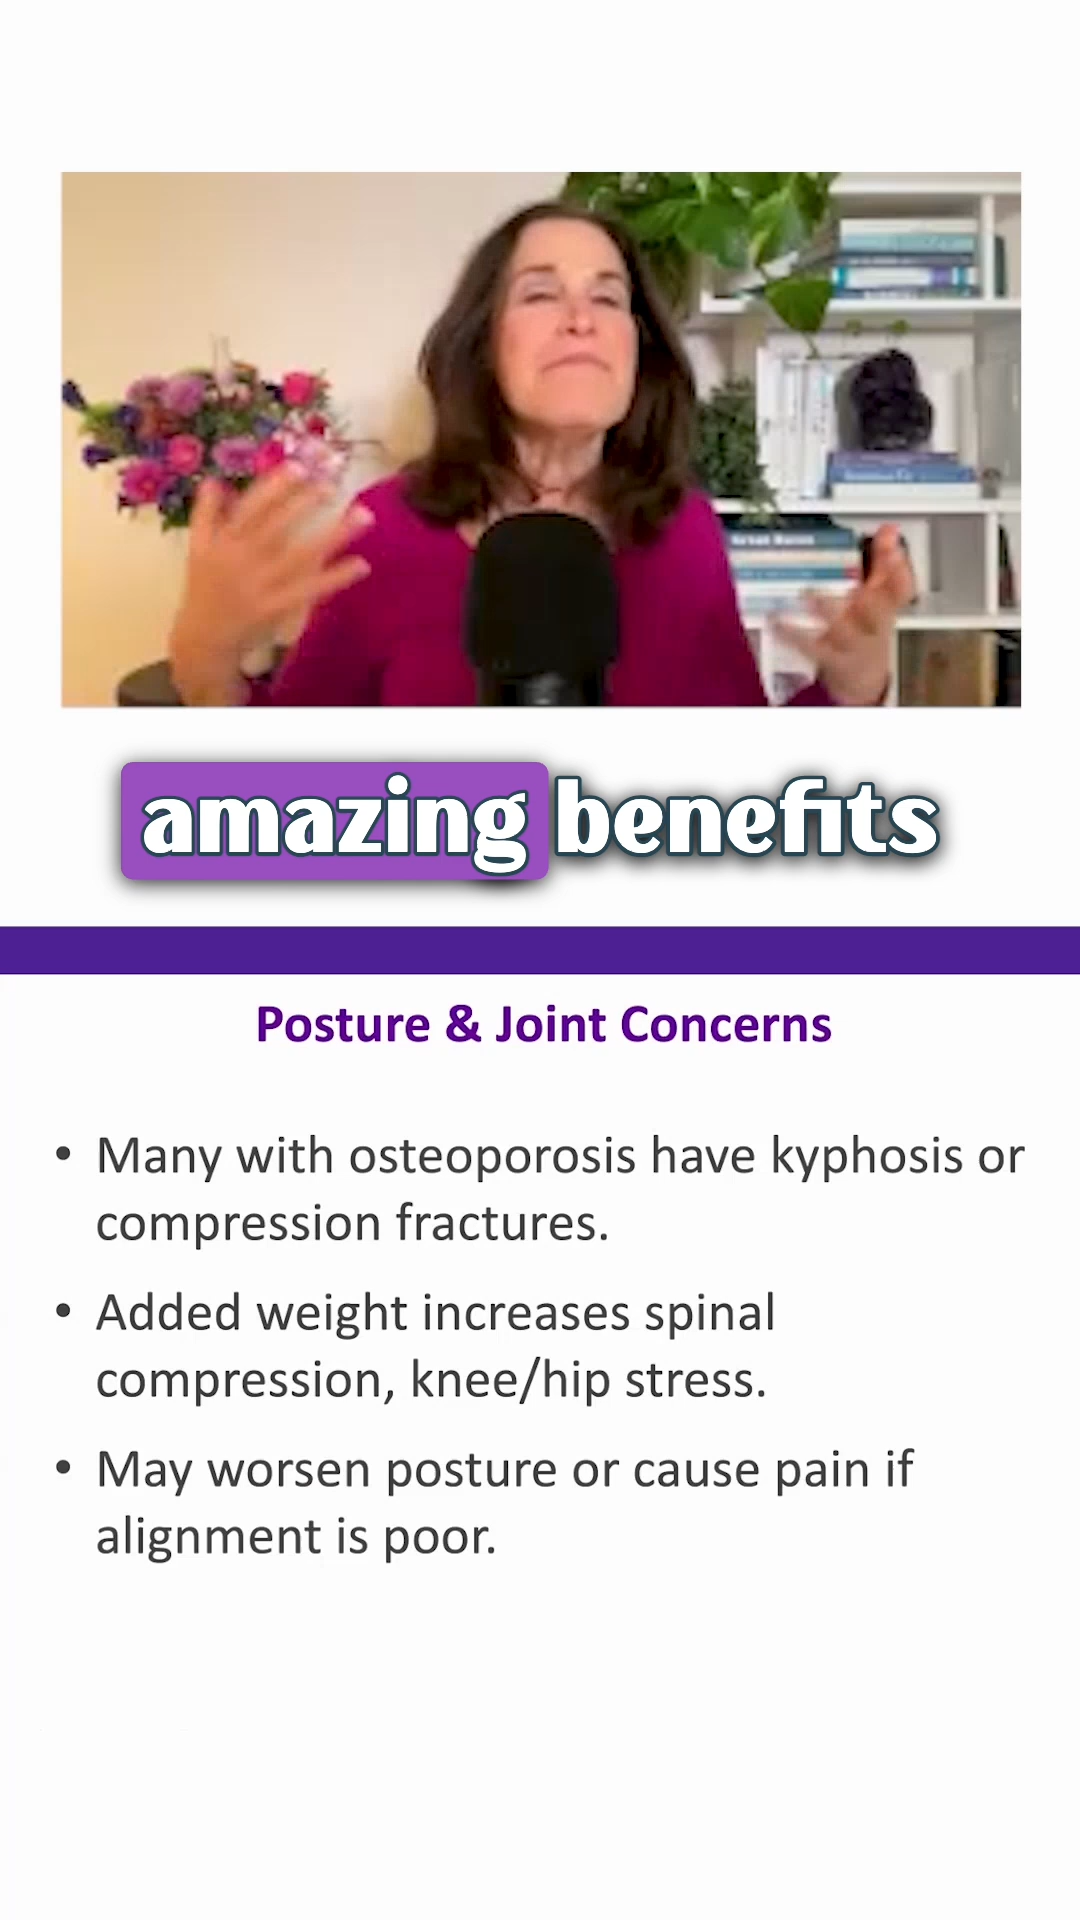 amazing benefits
Posture & Joint Concerns
• Many with osteoporosis have kyphosis or
compression fractures.
• Added weight increases spinal
compression, knee/hip stress.
• May worsen posture or cause pain if
alignment is poor.